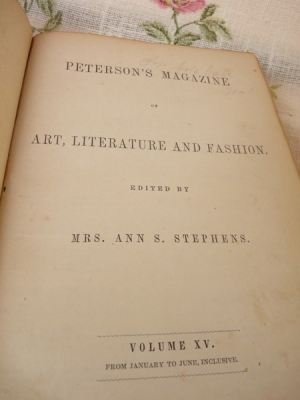 PETERSON'S MAGAZINE
OF
ART, LITERATURE AND FASHION.
EDITED BY
MRS. ANN S. STEPHENS.
VOLUME XV.
FROM JANUARY TO JUNE, INCLUSIVE.